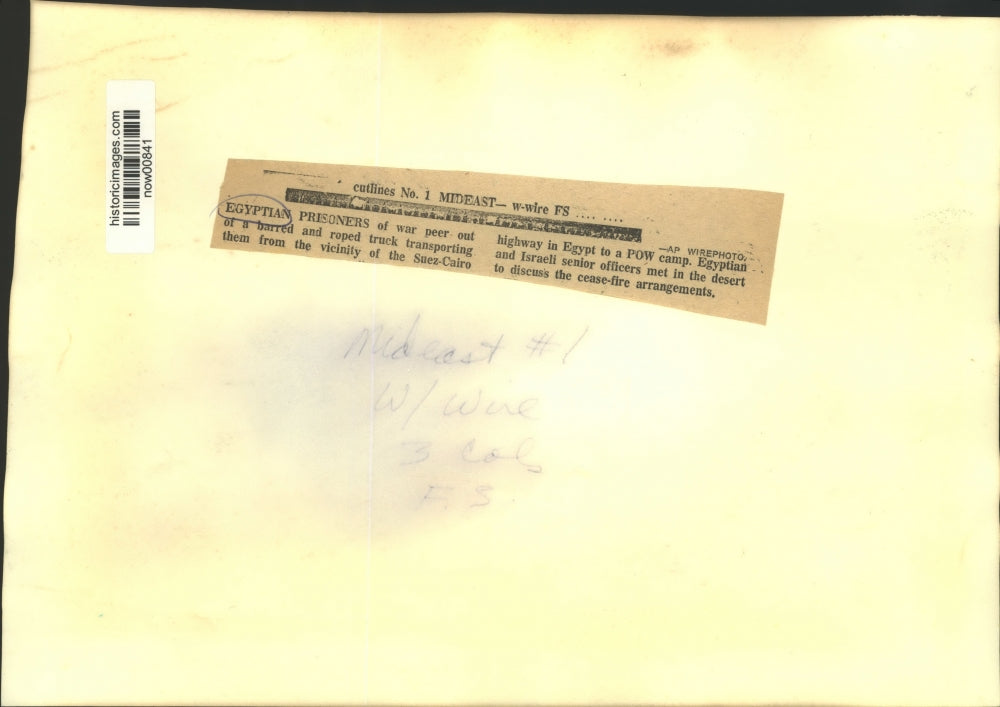 historicimages.com
now00841
cutlines No. 1 MIDEAST— w-wire FS .... ....
EGYPTIAN PRISONERS of war peer out
of a barred and roped truck transporting
them from the vicinity of the Suez-Cairo
—AP WIREPHOTO.
highway in Egypt to a POW camp. Egyptian
and Israeli senior officers met in the desert
to discuss the cease-fire arrangements.
Mideast #1
W/ Wire
3 Cols
F.S